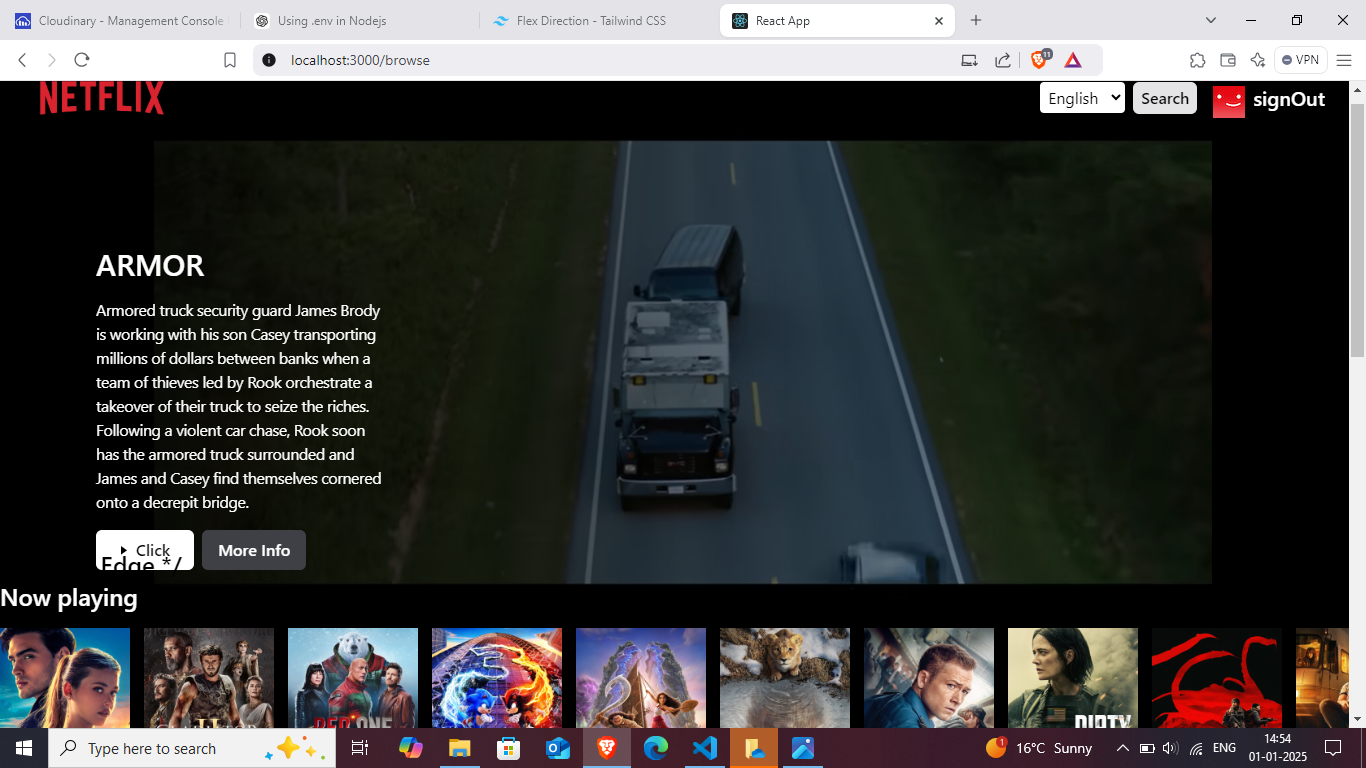 Cloudinary - Management Console
Using .env in Nodejs
Flex Direction - Tailwind CSS
React App
localhost:3000/browse
11
VPN
NETFLIX
English
Search
signOut
ARMOR
Armored truck security guard James Brody
is working with his son Casey transporting
millions of dollars between banks when a
team of thieves led by Rook orchestrate a
takeover of their truck to seize the riches.
Following a violent car chase, Rook soon
has the armored truck surrounded and
James and Casey find themselves cornered
onto a decrepit bridge.
Click
Edge */
More Info
Now playing
RED ONE
DIRTY
Type here to search
1
16°C Sunny
ENG
14:54
01-01-2025